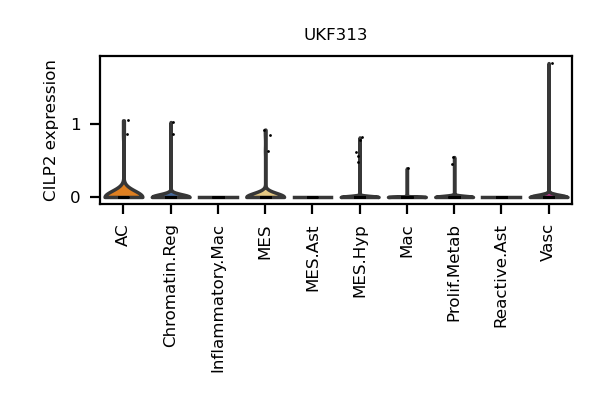 UKF313
CILP2 expression
1
0
AC
Chromatin.Reg
Inflammatory.Mac
MES
MES.Ast
MES.Hyp
Mac
Prolif.Metab
Reactive.Ast
Vasc